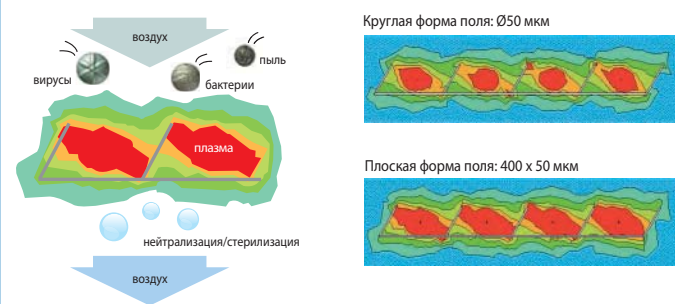 воздух
вирусы
бактерии
пыль
плазма
нейтрализация/стерилизация
воздух
Круглая форма поля: Ø50 мкм
Плоская форма поля: 400 x 50 мкм